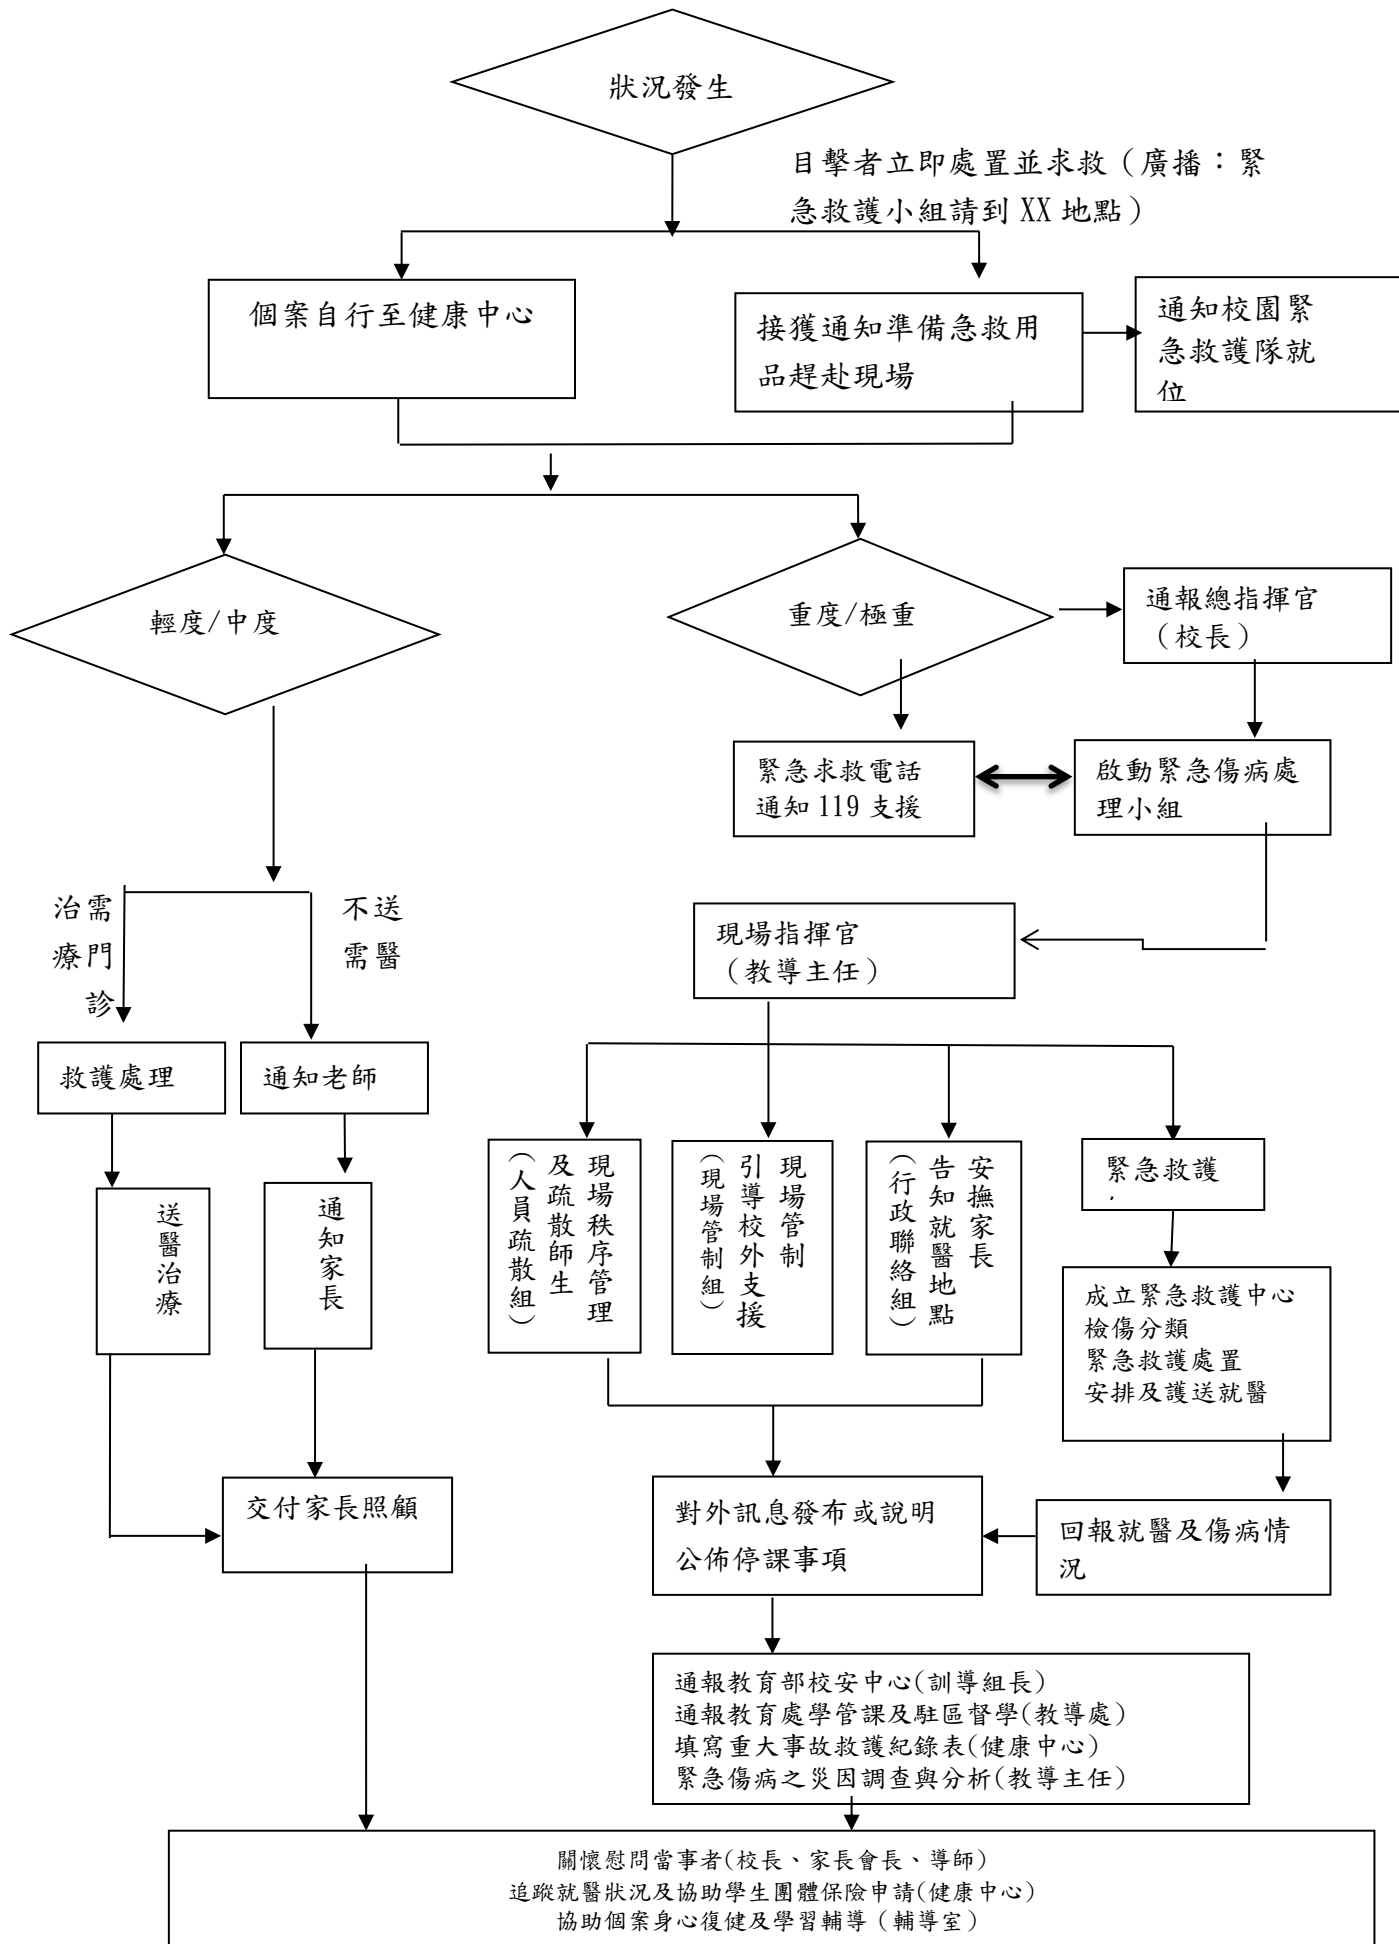 狀況發生
目擊者立即處置並求救（廣播：緊
急救護小組請到 XX 地點）
個案自行至健康中心
接獲通知準備急救用
品趕赴現場
通知校園緊
急救護隊就
位
輕度/中度
重度/極重
通報總指揮官
（校長）
緊急求救電話
通知 119 支援
啟動緊急傷病處
理小組
治需
療門
診
不送
需醫
現場指揮官
（教導主任）
救護處理
通知老師
送醫治療
通知家長
現場秩序管理
及疏散師生
（人員疏散組）
現場管制
引導校外支援
（現場管制組）
安撫家長
告知就醫地點
（行政聯絡組）
緊急救護
成立緊急救護中心
檢傷分類
緊急救護處置
安排及護送就醫
交付家長照顧
對外訊息發布或說明
公佈停課事項
回報就醫及傷病情
況
通報教育部校安中心(訓導組長)
通報教育處學管課及駐區督學(教導處)
填寫重大事故救護紀錄表(健康中心)
緊急傷病之災因調查與分析(教導主任)
關懷慰問當事者(校長、家長會長、導師)
追蹤就醫狀況及協助學生團體保險申請(健康中心)
協助個案身心復健及學習輔導（輔導室）